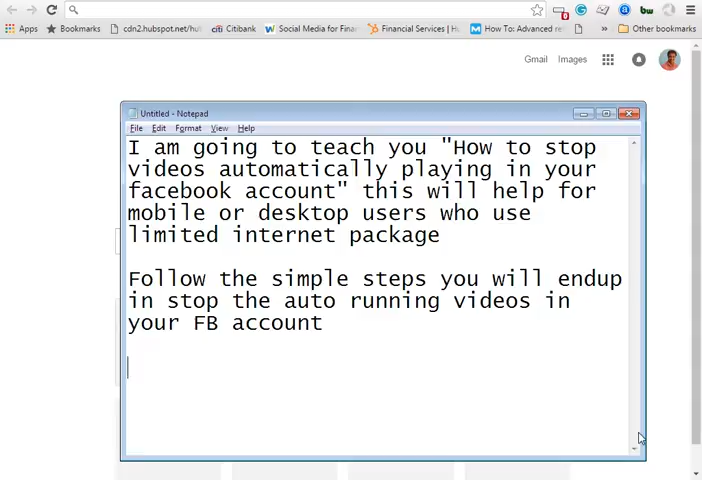 Apps Bookmarks cdn2.hubspot.net/hu Citibank Social Media for Finan Financial Services | H How To: Advanced re » Other bookmarks
Gmail Images
Untitled - Notepad
File Edit Format View Help
I am going to teach you "How to stop
videos automatically playing in your
facebook account" this will help for
mobile or desktop users who use
limited internet package
Follow the simple steps you will endup
in stop the auto running videos in
your FB account